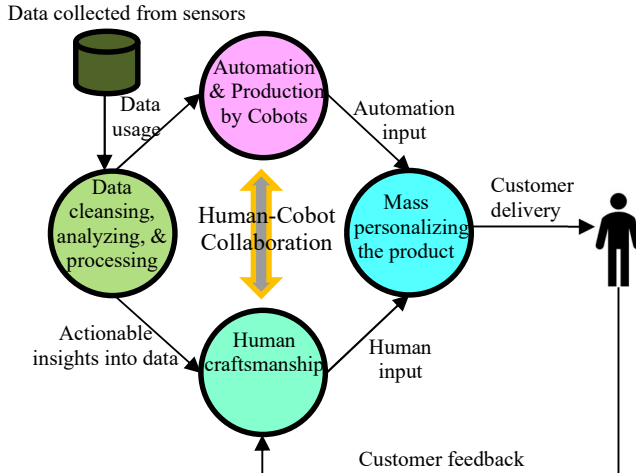 Data collected from sensors
Automation
& Production
by Cobots
Data
usage
Automation
input
Data
cleansing,
analyzing, &
processing
Human-Cobot
Collaboration
Mass
personalizing
the product
Customer
delivery
Actionable
insights into data
Human
craftsmanship
Human
input
Customer feedback